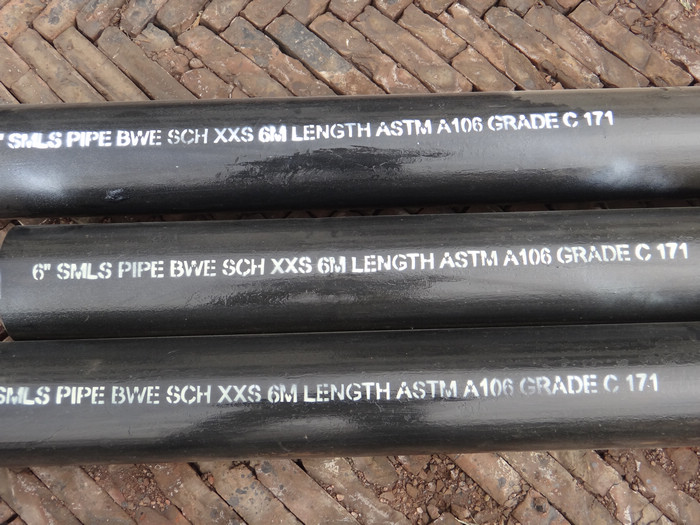 " SMLS PIPE BWE SCH XXS 6M LENGTH ASTM A106 GRADE C 171
6" SMLS PIPE BWE SCH XXS 6M LENGTH ASTM A106 GRADE C 171
SMLS PIPE BWE SCH XXS 6M LENGTH ASTM A106 GRADE C 171